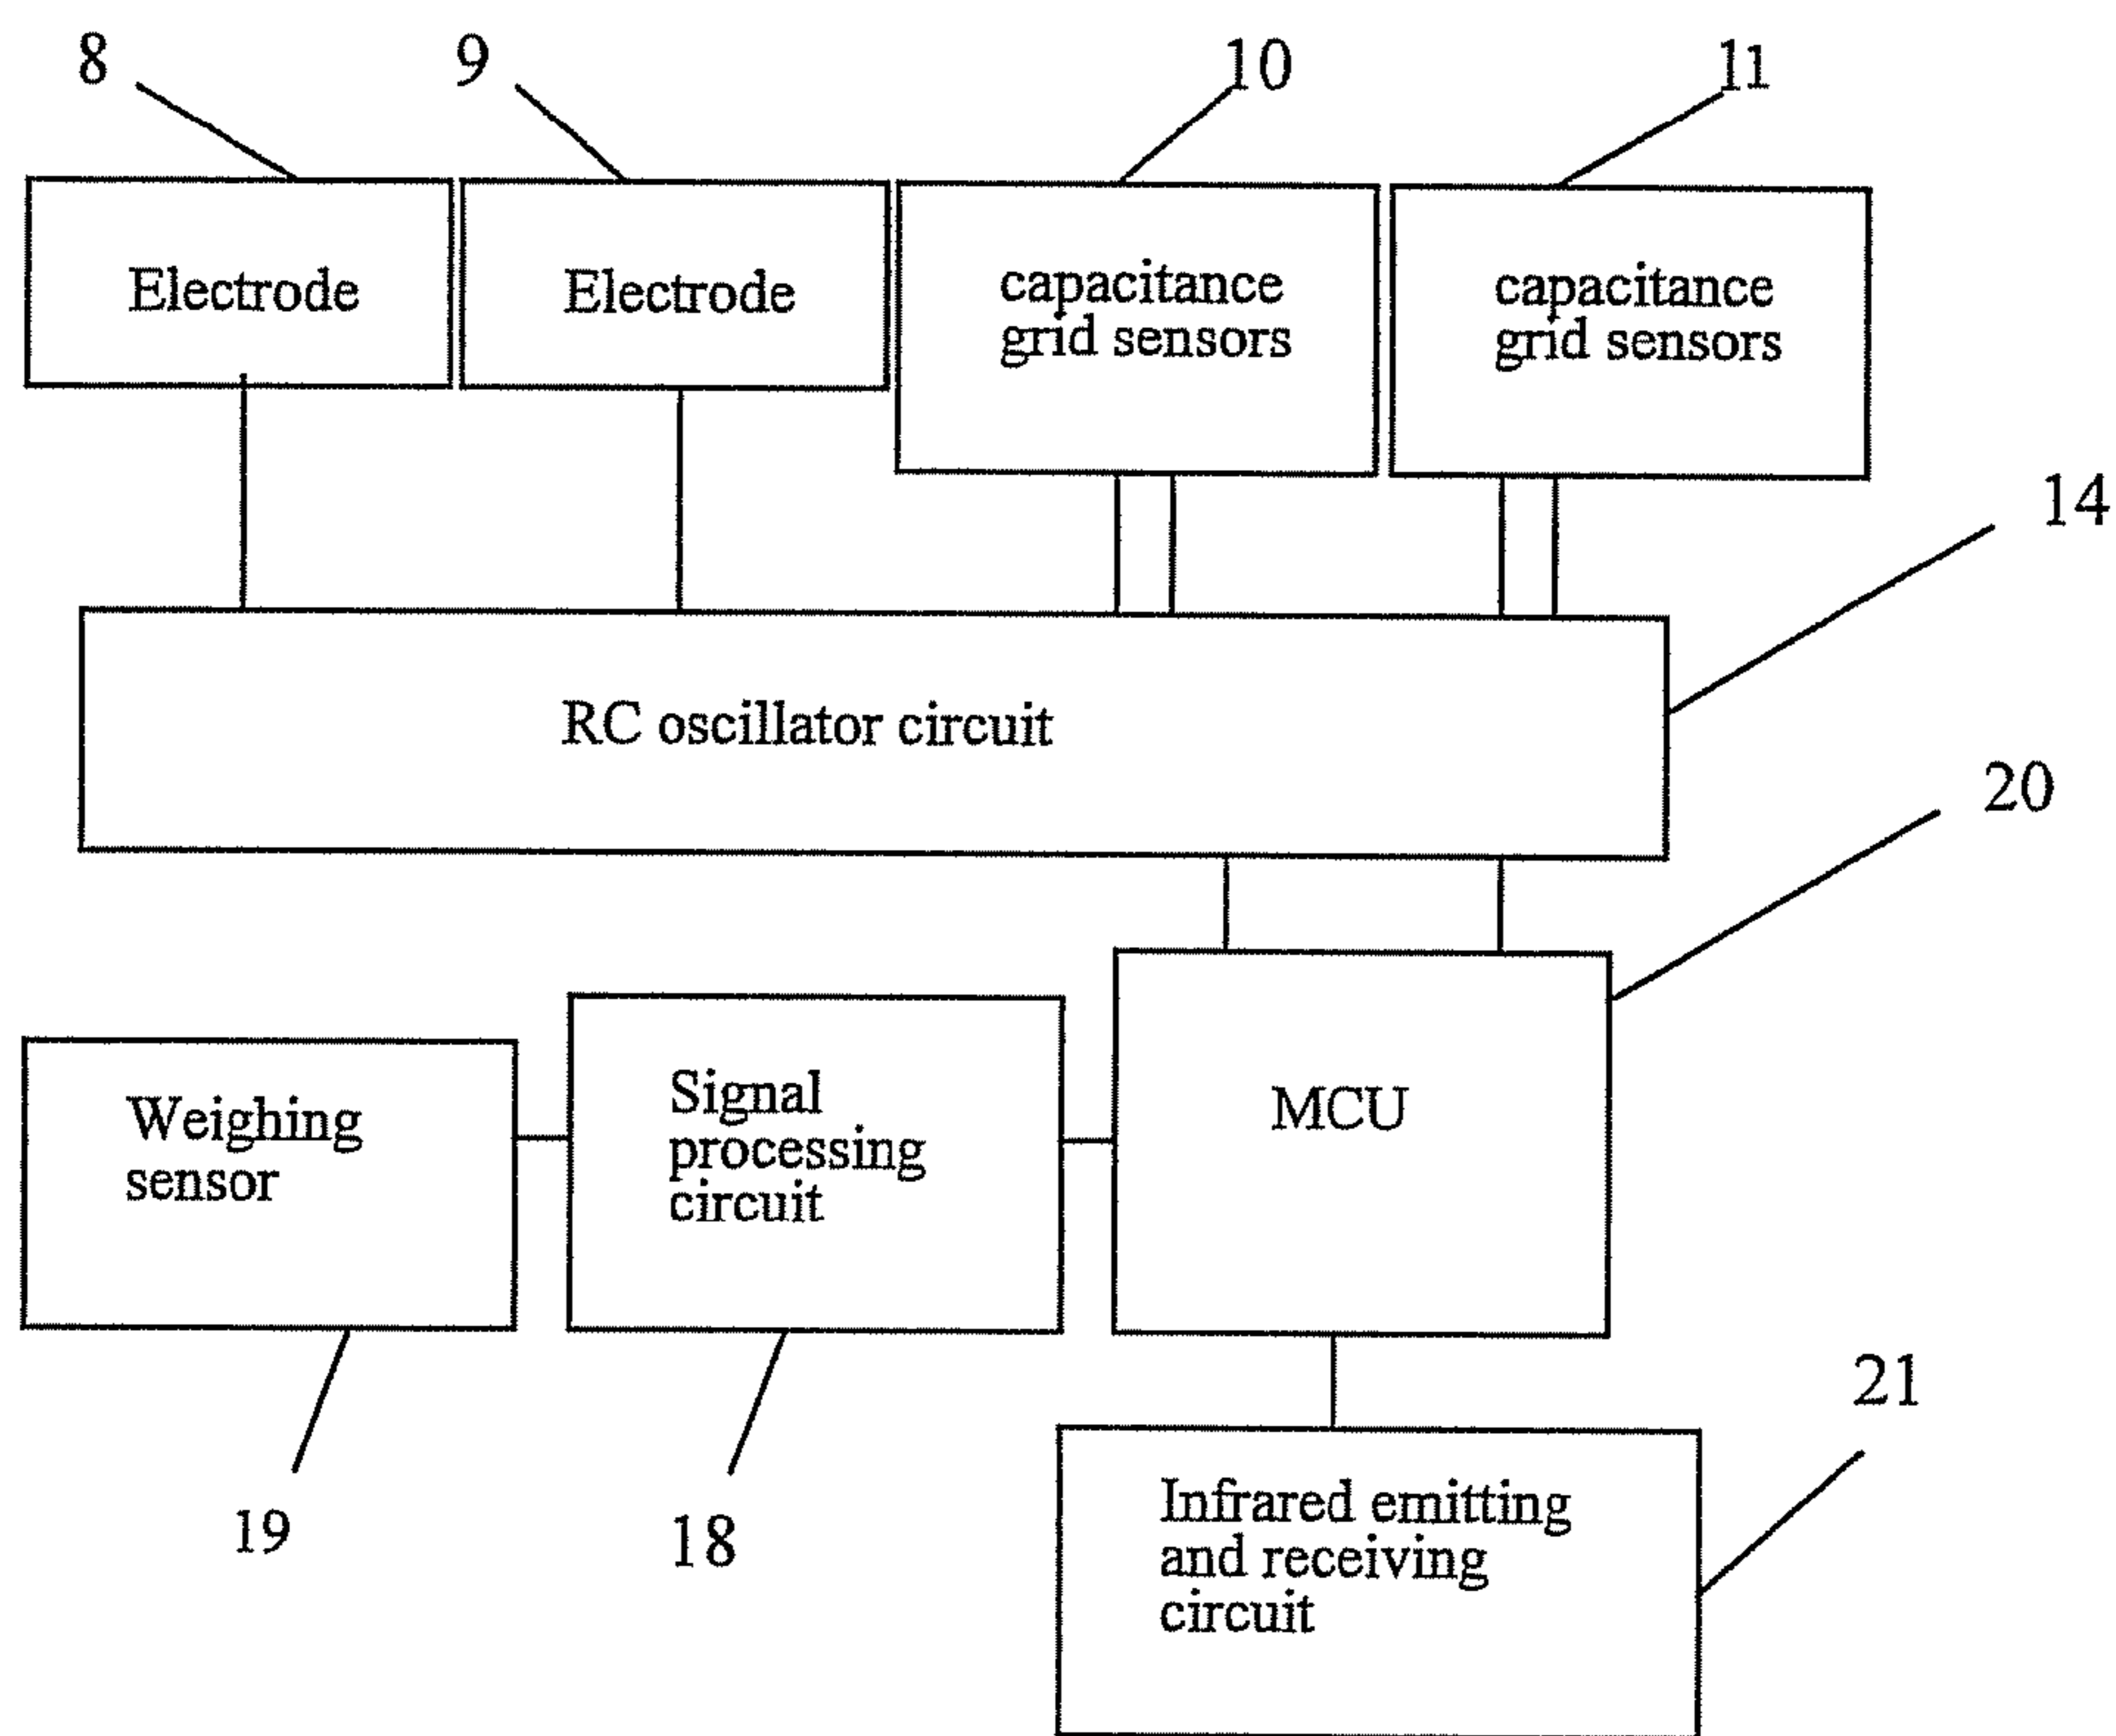 8
9
10
11
Electrode
Electrode
capacitance
grid sensors
capacitance
grid sensors
14
RC oscillator circuit
20
Weighing
sensor
Signal
processing
circuit
MCU
21
19
18
Infrared emitting
and receiving
circuit